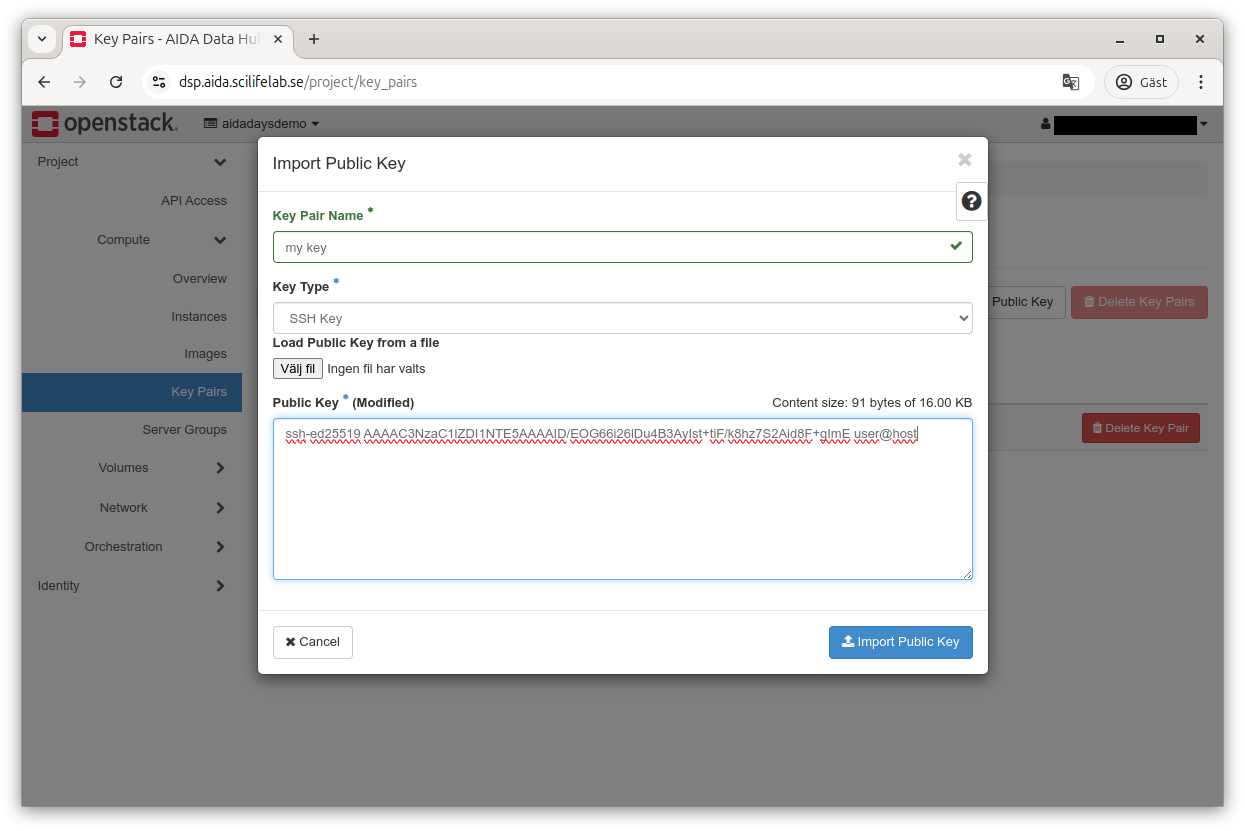 Key Pairs - AIDA Data Hu
dsp.aida.scilifelab.se/project/key_pairs
Gäst
openstack.
aidadaysdemo
Project
API Access
Compute
Overview
Instances
Images
Key Pairs
Server Groups
Volumes
Network
Orchestration
Identity
Public Key
Delete Key Pairs
Delete Key Pair
Import Public Key
Key Pair Name *
my key
Key Type *
SSH Key
Load Public Key from a file
Välj fil Ingen fil har valts
Public Key * (Modified) Content size: 91 bytes of 16.00 KB
ssh-ed25519 AAAAC3NzaC1lZDI1NTE5AAAAID/EOG66i26lDu4B3AyIst+tiF/k8hz7S2Aid8F+gImE user@host
Cancel
Import Public Key